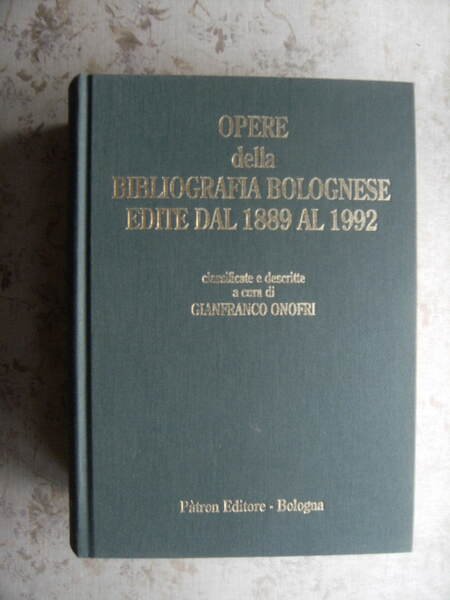 OPERE
della
BIBLIOGRAFIA BOLOGNESE
EDITE DAL 1889 AL 1992
classificate e descritte
a cura di
GIANFRANCO ONOFRI
Pàtron Editore - Bologna